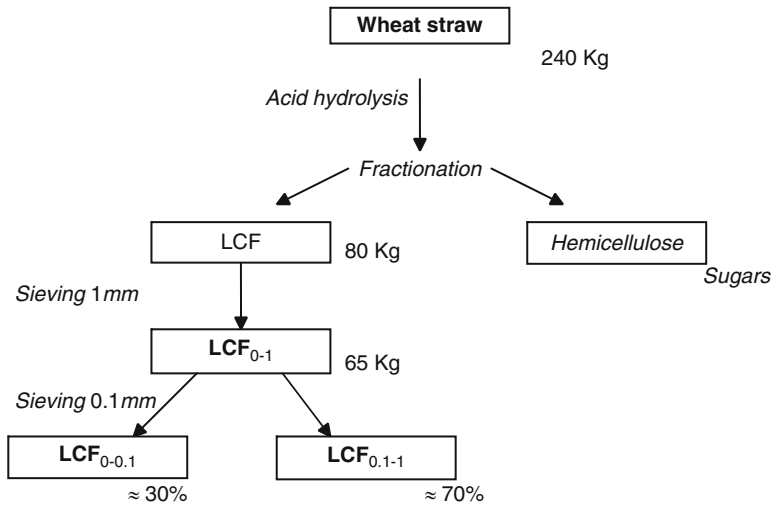 Wheat straw
240 Kg
Acid hydrolysis
Fractionation
LCF
80 Kg
Hemicellulose
Sugars
Sieving 1mm
LCF0-1
65 Kg
Sieving 0.1mm
LCF0-0.1
LCF0.1-1
≈ 30%
≈ 70%